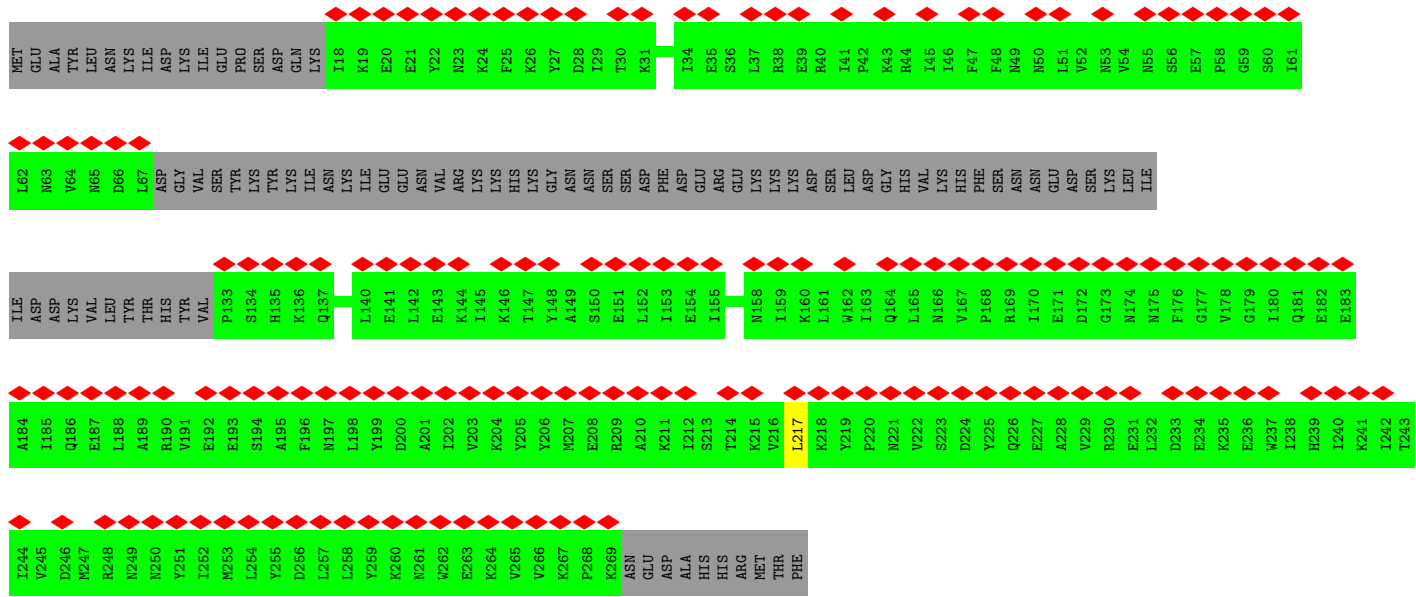 MET GLU ALA TYR LEU ASN LYS ILE ASP LYS ILE GLU PRO SER ASP GLN LYS I18 K19 E20 E21 Y22 N23 K24 F25 K26 Y27 D28 I29 T30 K31 I34 E35 S36 L37 R38 E39 R40 I41 P42 K43 R44 I45 I46 F47 F48 N49 N50 L51 V52 N53 V54 N55 S56 E57 P58 G59 S60 I61
L62 N63 V64 N65 D66 L67 ASP GLY VAL SER TYR LYS TYR LYS ILE ASN LYS ILE GLU GLU ASN VAL ARG LYS LYS HIS LYS GLY ASN ASN SER SER ASP PHE ASP GLU ARG GLU LYS LYS LYS ASP SER LEU ASP GLY HIS VAL LYS HIS PHE SER ASN ASN GLU ASP SER LYS LEU ILE
ILE ASP ASP LYS VAL LEU TYR THR HIS TYR VAL P133 S134 H135 K136 Q137 L140 E141 L142 E143 K144 I145 K146 T147 Y148 A149 S150 E151 L152 I153 E154 I155 N158 I159 K160 L161 W162 I163 Q164 L165 N166 V167 P168 R169 I170 E171 D172 G173 N174 N175 F176 G177 V178 G179 I180 Q181 E182 E183
A184 I185 Q186 E187 L188 A189 R190 V191 E192 E193 S194 A195 F196 N197 L198 Y199 D200 A201 I202 V203 K204 Y205 Y206 M207 E208 R209 A210 K211 I212 S213 T214 K215 V216 L217 K218 Y219 P220 N221 V222 S223 D224 Y225 Q226 E227 A228 V229 R230 E231 L232 D233 E234 K235 E236 W237 I238 H239 I240 K241 I242 T243
I244 V245 D246 M247 R248 N249 N250 Y251 I252 M253 L254 Y255 D256 L257 L258 Y259 K260 N261 W262 E263 K264 V265 V266 K267 P268 K269 ASN GLU ASP ALA HIS HIS ARG MET THR PHE